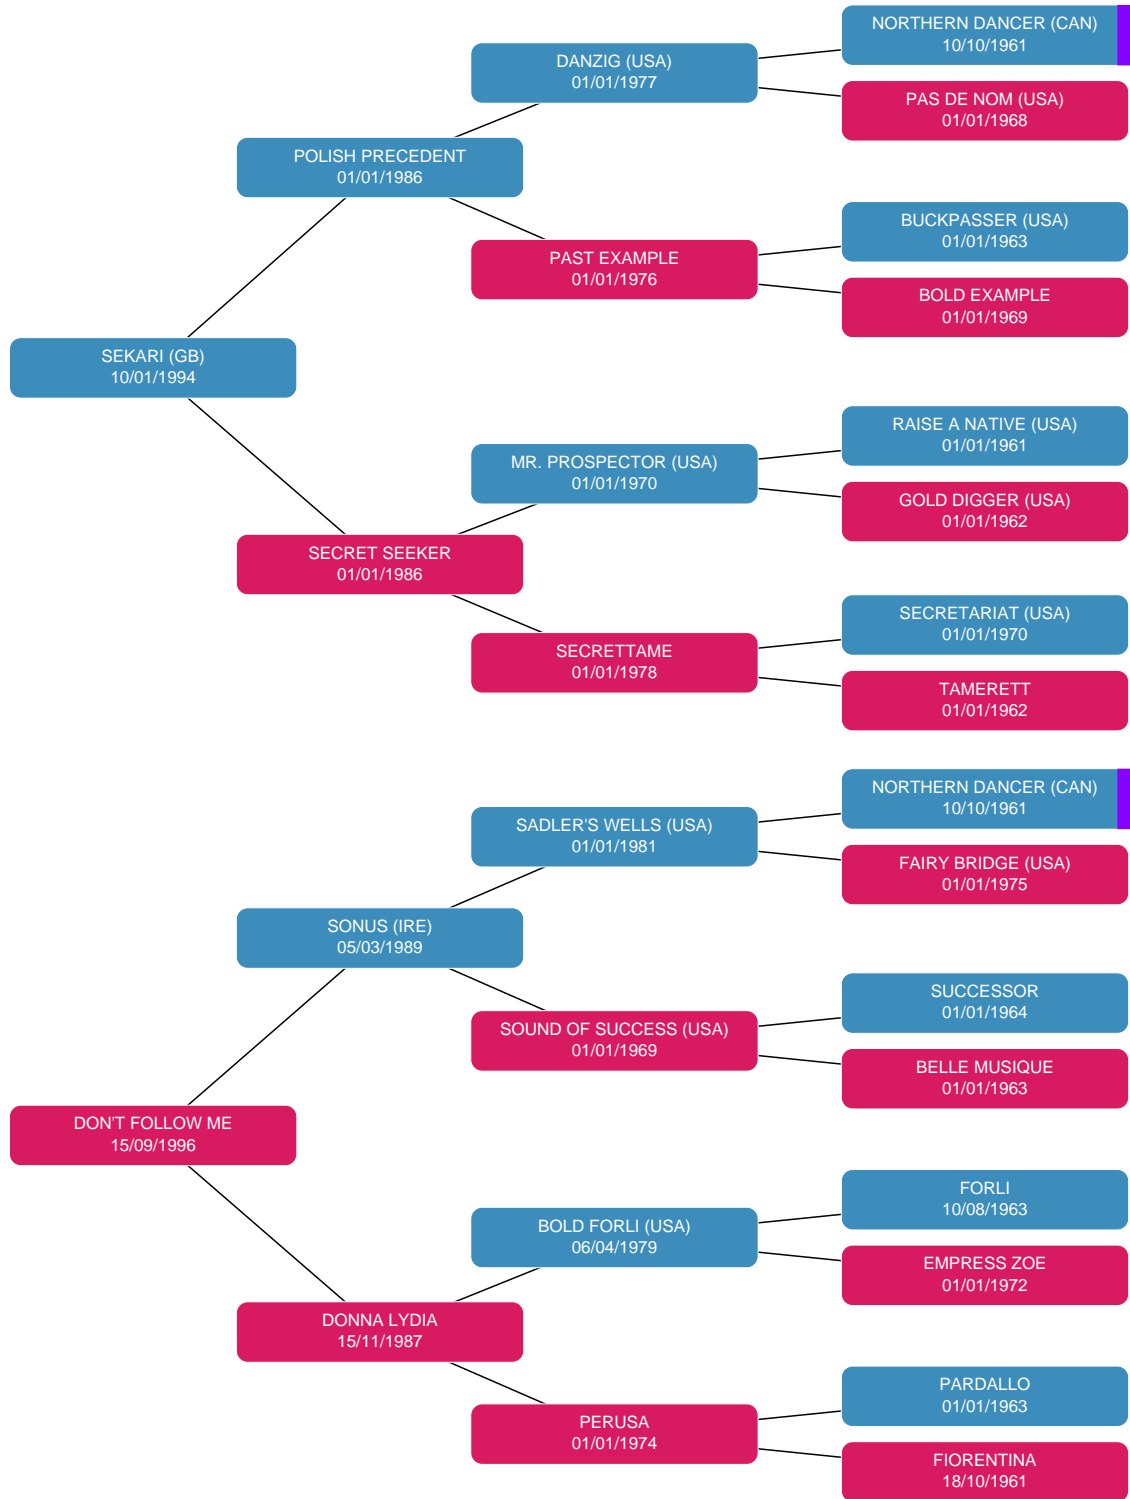 NORTHERN DANCER (CAN)
10/10/1961
DANZIG (USA)
01/01/1977
PAS DE NOM (USA)
01/01/1968
POLISH PRECEDENT
01/01/1986
BUCKPASSER (USA)
01/01/1963
PAST EXAMPLE
01/01/1976
BOLD EXAMPLE
01/01/1969
SEKARI (GB)
10/01/1994
RAISE A NATIVE (USA)
01/01/1961
MR. PROSPECTOR (USA)
01/01/1970
GOLD DIGGER (USA)
01/01/1962
SECRET SEEKER
01/01/1986
SECRETARIAT (USA)
01/01/1970
SECRETTAME
01/01/1978
TAMERETT
01/01/1962
NORTHERN DANCER (CAN)
10/10/1961
SADLER'S WELLS (USA)
01/01/1981
FAIRY BRIDGE (USA)
01/01/1975
SONUS (IRE)
05/03/1989
SUCCESSOR
01/01/1964
SOUND OF SUCCESS (USA)
01/01/1969
BELLE MUSIQUE
01/01/1963
DON'T FOLLOW ME
15/09/1996
FORLI
10/08/1963
BOLD FORLI (USA)
06/04/1979
EMPRESS ZOE
01/01/1972
DONNA LYDIA
15/11/1987
PARDALLO
01/01/1963
PERUSA
01/01/1974
FIORENTINA
18/10/1961